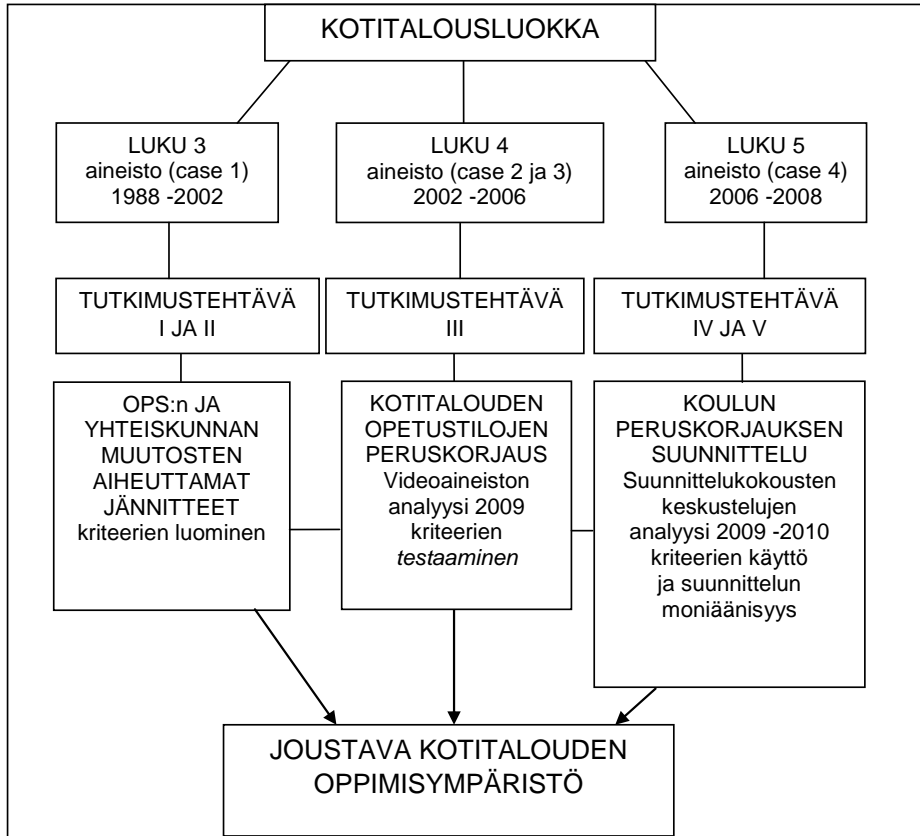 KOTITALOUSLUOKKA
LUKU 3
aineisto (case 1)
1988 -2002
LUKU 4
aineisto (case 2 ja 3)
2002 -2006
LUKU 5
aineisto (case 4)
2006 -2008
TUTKIMUSTEHTÄVÄ
I JA II
TUTKIMUSTEHTÄVÄ
III
TUTKIMUSTEHTÄVÄ
IV JA V
OPS:n JA
YHTEISKUNNAN
MUUTOSTEN
AIHEUTTAMAT
JÄNNITTEET
kriteerien luominen
KOTITALOUDEN
OPETUSTILOJEN
PERUSKORJAUS
Videoaineiston
analyysi 2009
kriteerien
testaaminen
KOULUN
PERUSKORJAUKSEN
SUUNNITTELU
Suunnittelukokousten
keskustelujen
analyysi 2009 -2010
kriteerien käyttö
ja suunnittelun
moniäänisyys
JOUSTAVA KOTITALOUDEN
OPPIMISYMPÄRISTÖ